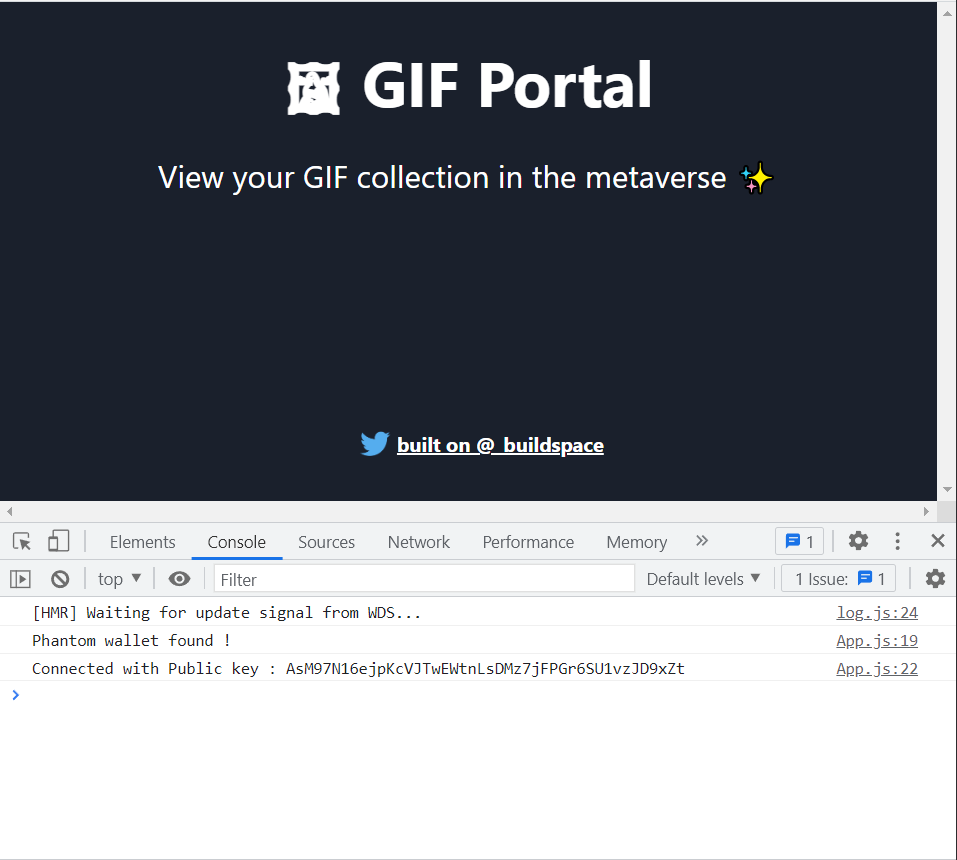 🖼 GIF Portal
View your GIF collection in the metaverse ✨
built on @_buildspace
Elements Console Sources Network Performance Memory » 1
top ▼ Filter Default levels ▼ 1 Issue: 1
[HMR] Waiting for update signal from WDS... log.js:24
Phantom wallet found ! App.js:19
Connected with Public key : AsM97N16ejpKcVJTwEWtnLsDMz7jFPGr6SU1vzJD9xZt App.js:22